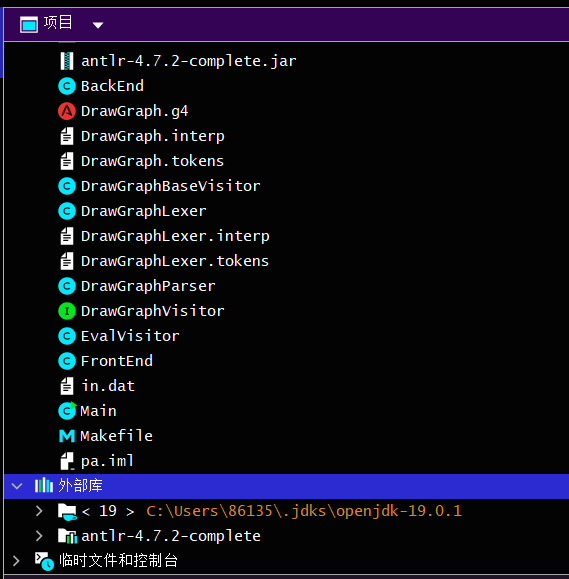 项目
antlr-4.7.2-complete.jar
BackEnd
DrawGraph.g4
DrawGraph.interp
DrawGraph.tokens
DrawGraphBaseVisitor
DrawGraphLexer
DrawGraphLexer.interp
DrawGraphLexer.tokens
DrawGraphParser
DrawGraphVisitor
EvalVisitor
FrontEnd
in.dat
Main
Makefile
pa.iml
外部库
< 19 > C:\Users\86135\.jdks\openjdk-19.0.1
antlr-4.7.2-complete
临时文件和控制台